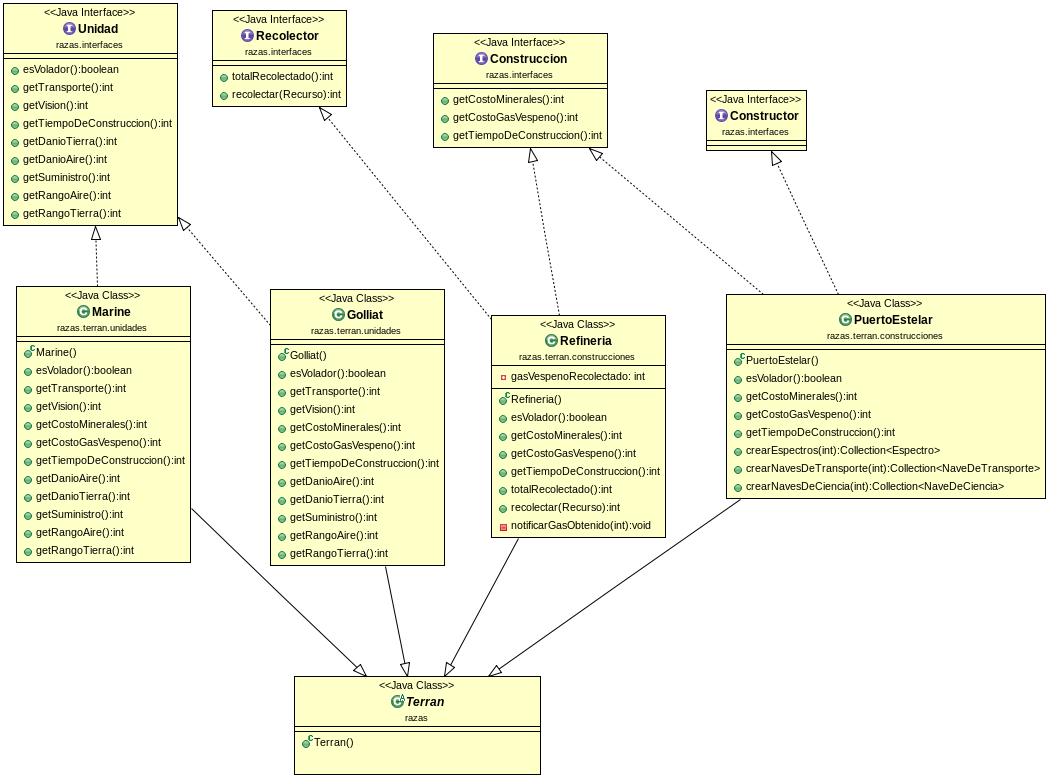 <<Java Interface>>
Unidad
razas.interfaces
esVolador():boolean
getTransporte():int
getVision():int
getTiempoDeConstruccion():int
getDanioTierra():int
getDanioAire():int
getSuministro():int
getRangoAire():int
getRangoTierra():int
<<Java Interface>>
Recolector
razas.interfaces
totalRecolectado():int
recolectar(Recurso):int
<<Java Interface>>
Construccion
razas.interfaces
getCostoMinerales():int
getCostoGasVespeno():int
getTiempoDeConstruccion():int
<<Java Interface>>
Constructor
razas.interfaces
<<Java Class>>
Marine
razas.terran.unidades
Marine()
esVolador():boolean
getTransporte():int
getVision():int
getCostoMinerales():int
getCostoGasVespeno():int
getTiempoDeConstruccion():int
getDanioAire():int
getDanioTierra():int
getSuministro():int
getRangoAire():int
getRangoTierra():int
<<Java Class>>
Golliat
razas.terran.unidades
Golliat()
esVolador():boolean
getTransporte():int
getVision():int
getCostoMinerales():int
getCostoGasVespeno():int
getTiempoDeConstruccion():int
getDanioAire():int
getDanioTierra():int
getSuministro():int
getRangoAire():int
getRangoTierra():int
<<Java Class>>
Refineria
razas.terran.construcciones
gasVespenoRecolectado: int
Refineria()
esVolador():boolean
getCostoMinerales():int
getCostoGasVespeno():int
getTiempoDeConstruccion():int
totalRecolectado():int
recolectar(Recurso):int
notificarGasObtenido(int):void
<<Java Class>>
PuertoEstelar
razas.terran.construcciones
PuertoEstelar()
esVolador():boolean
getCostoMinerales():int
getCostoGasVespeno():int
getTiempoDeConstruccion():int
crearEspectros(int):Collection<Espectro>
crearNavesDeTransporte(int):Collection<NaveDeTransporte>
crearNavesDeCiencia(int):Collection<NaveDeCiencia>
<<Java Class>>
Terran
razas
Terran()